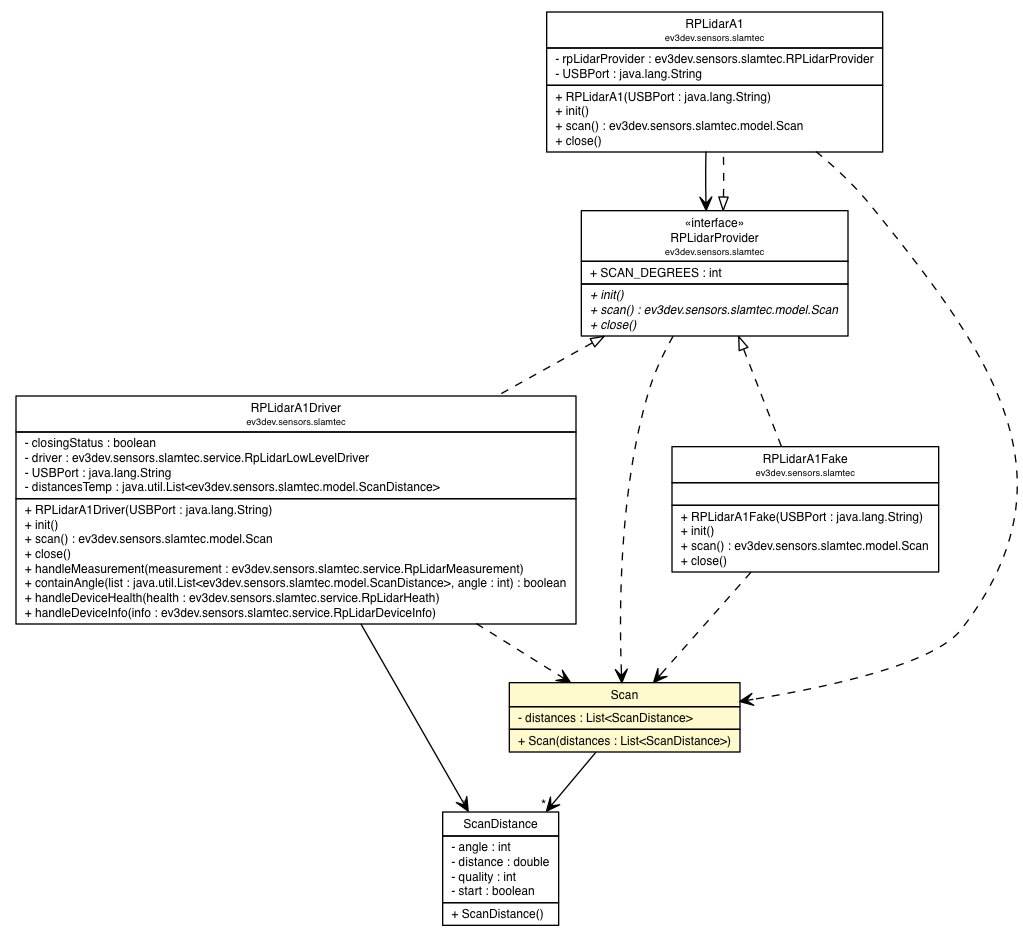 RPLidarA1
ev3dev.sensors.slamtec
- rpLidarProvider : ev3dev.sensors.slamtec.RPLidarProvider
- USBPort : java.lang.String
+ RPLidarA1(USBPort : java.lang.String)
+ init()
+ scan() : ev3dev.sensors.slamtec.model.Scan
+ close()
«interface»
RPLidarProvider
ev3dev.sensors.slamtec
+ SCAN_DEGREES : int
+ init()
+ scan() : ev3dev.sensors.slamtec.model.Scan
+ close()
RPLidarA1Driver
ev3dev.sensors.slamtec
- closingStatus : boolean
- driver : ev3dev.sensors.slamtec.service.RpLidarLowLevelDriver
- USBPort : java.lang.String
- distancesTemp : java.util.List<ev3dev.sensors.slamtec.model.ScanDistance>
+ RPLidarA1Driver(USBPort : java.lang.String)
+ init()
+ scan() : ev3dev.sensors.slamtec.model.Scan
+ close()
+ handleMeasurement(measurement : ev3dev.sensors.slamtec.service.RpLidarMeasurement)
+ containAngle(list : java.util.List<ev3dev.sensors.slamtec.model.ScanDistance>, angle : int) : boolean
+ handleDeviceHealth(health : ev3dev.sensors.slamtec.service.RpLidarHeath)
+ handleDeviceInfo(info : ev3dev.sensors.slamtec.service.RpLidarDeviceInfo)
RPLidarA1Fake
ev3dev.sensors.slamtec
+ RPLidarA1Fake(USBPort : java.lang.String)
+ init()
+ scan() : ev3dev.sensors.slamtec.model.Scan
+ close()
Scan
- distances : List<ScanDistance>
+ Scan(distances : List<ScanDistance>)
*
ScanDistance
- angle : int
- distance : double
- quality : int
- start : boolean
+ ScanDistance()